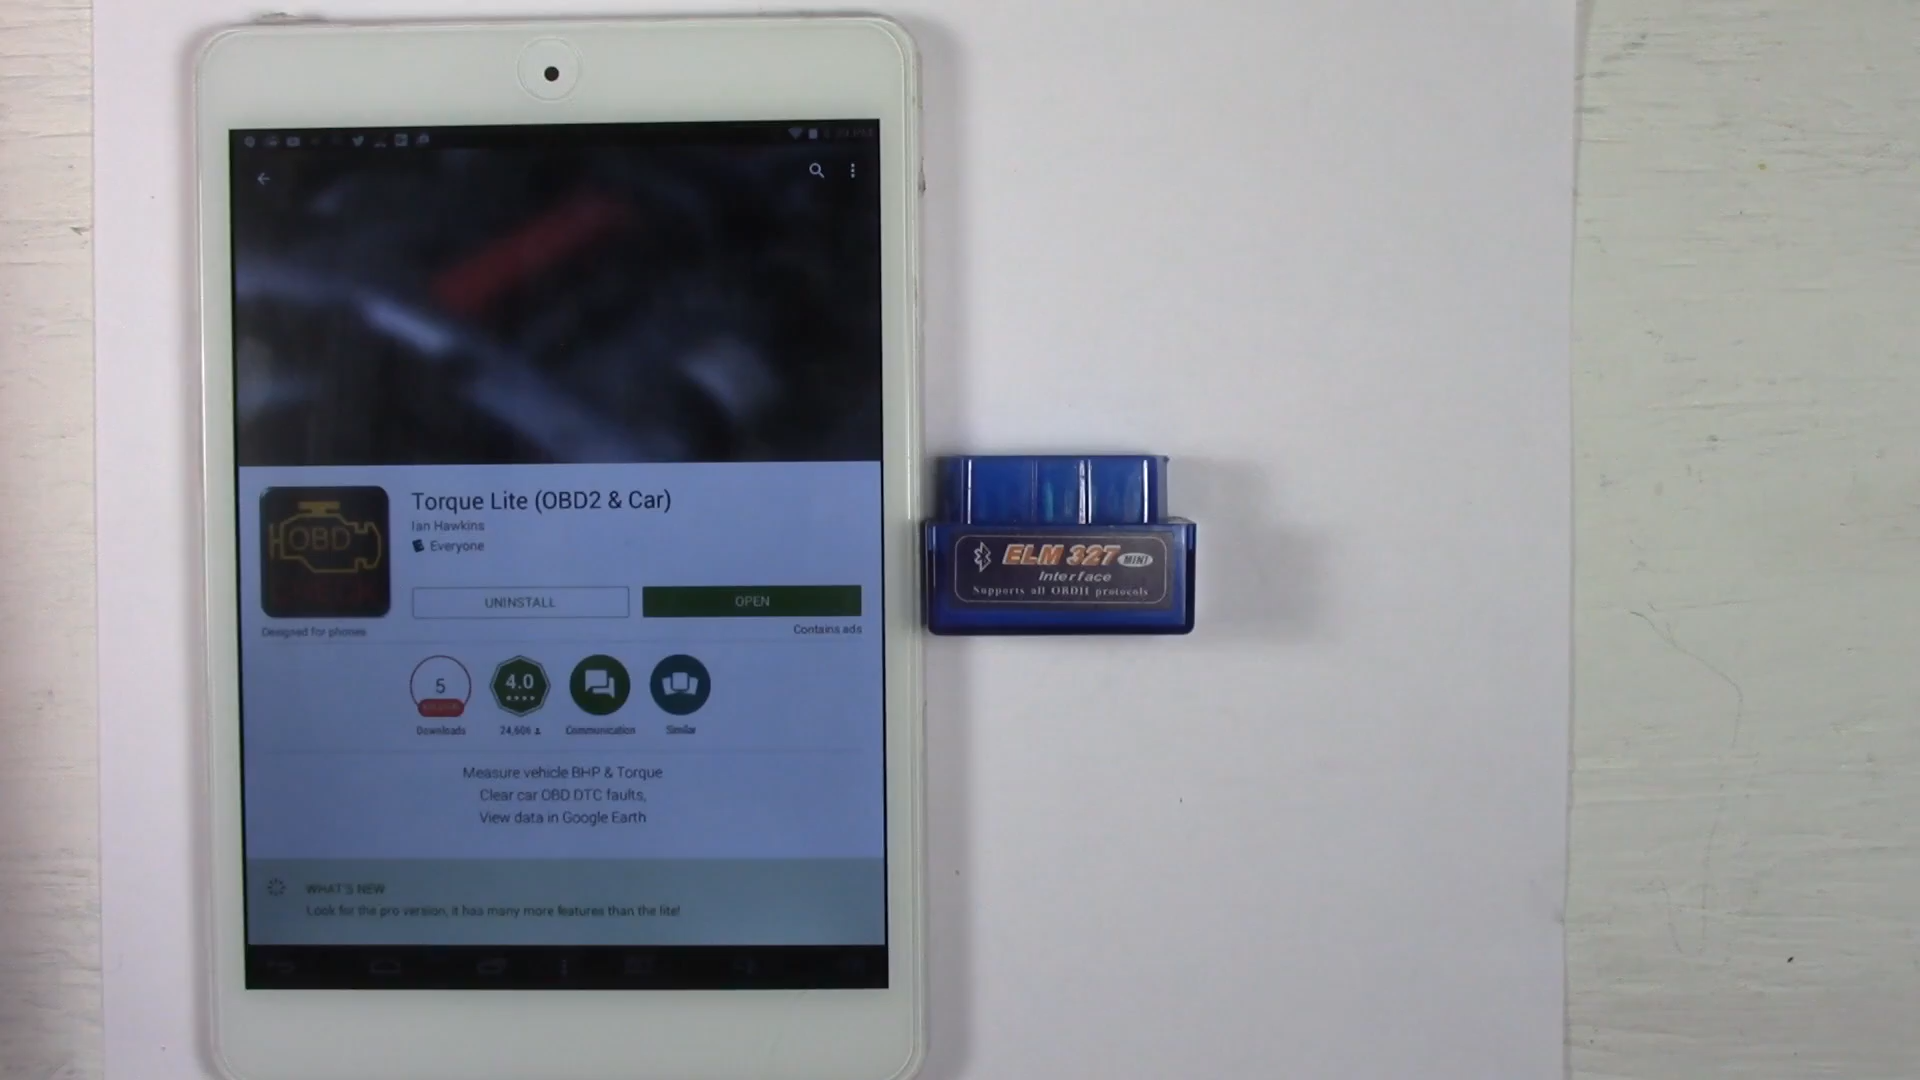 Torque Lite (OBD2 & Car)
Ian Hawkins
Everyone
OBD
CHECK
UNINSTALL
OPEN
Designed for phones
Contains ads
5
4.0
Downloads
24,606
Communication
Similar
Measure vehicle BHP & Torque
Clear car OBD DTC faults,
View data in Google Earth
WHAT'S NEW
Look for the pro version, it has many more features than the lite!
ELM 327 MINI
Interface
Supports all OBDII protocols